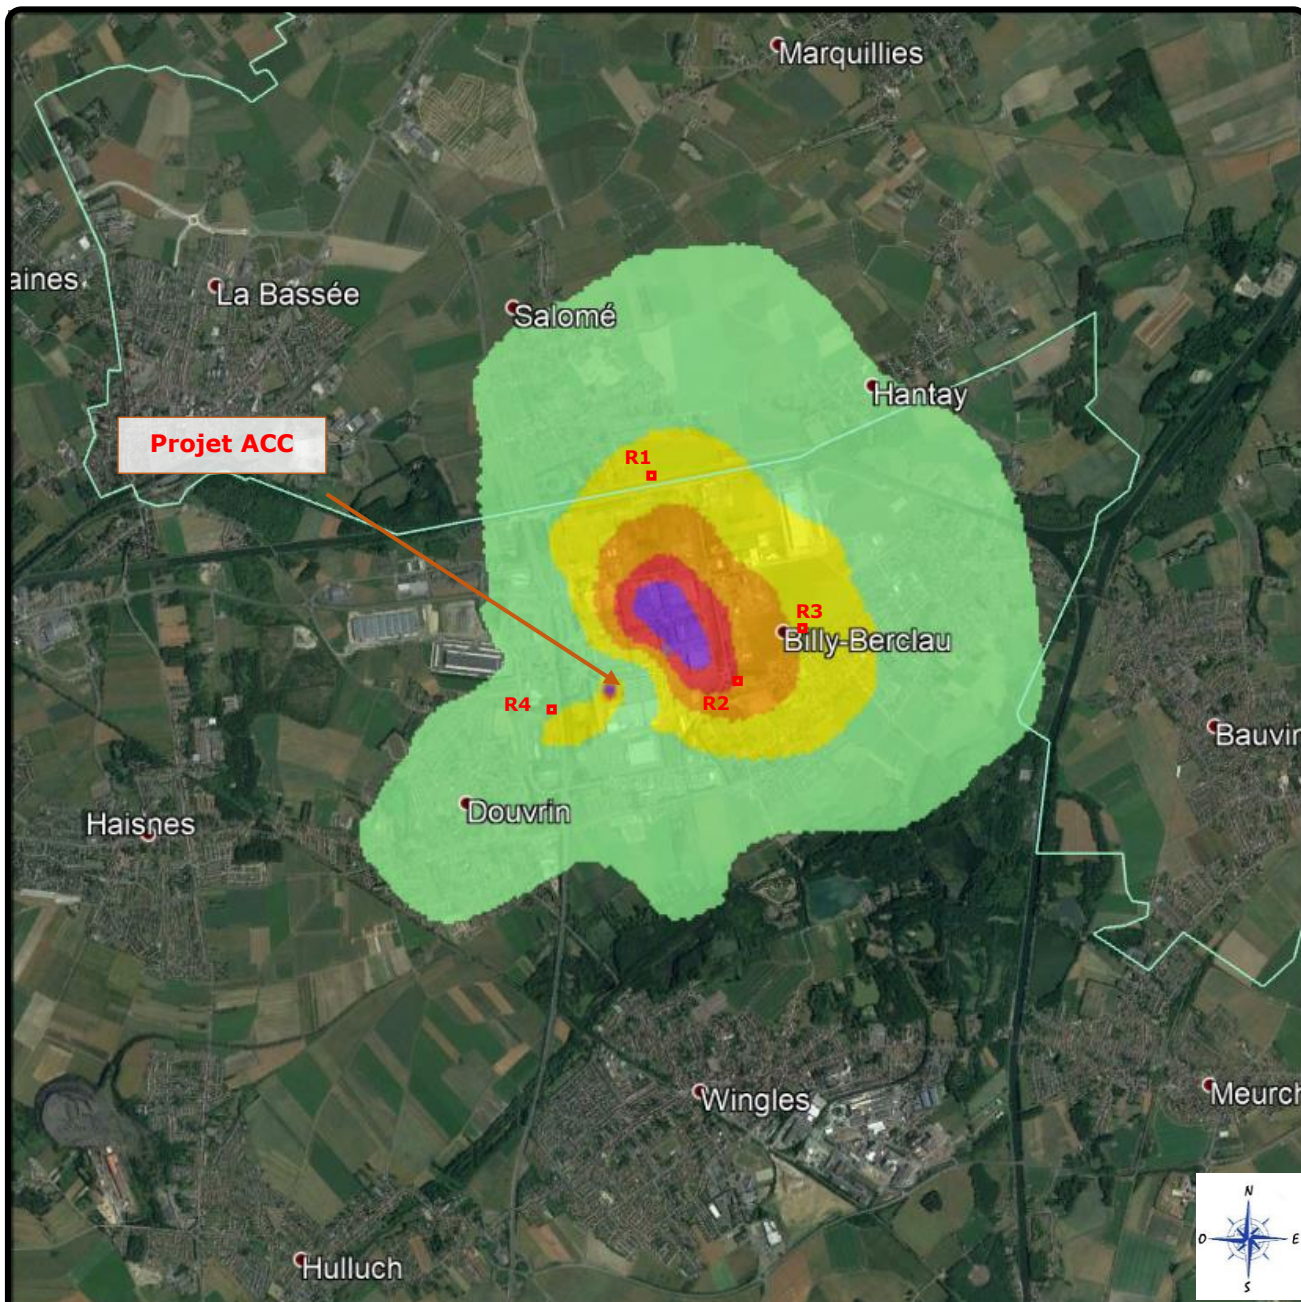 Marquillies
aines
La Bassée
Salomé
Hantay
Projet ACC
R1
R3
Billy-Berclau
R4
R2
Bauvin
Douvrin
Haisnes
Wingles
Meurch
Hulluch
N
O
E
S